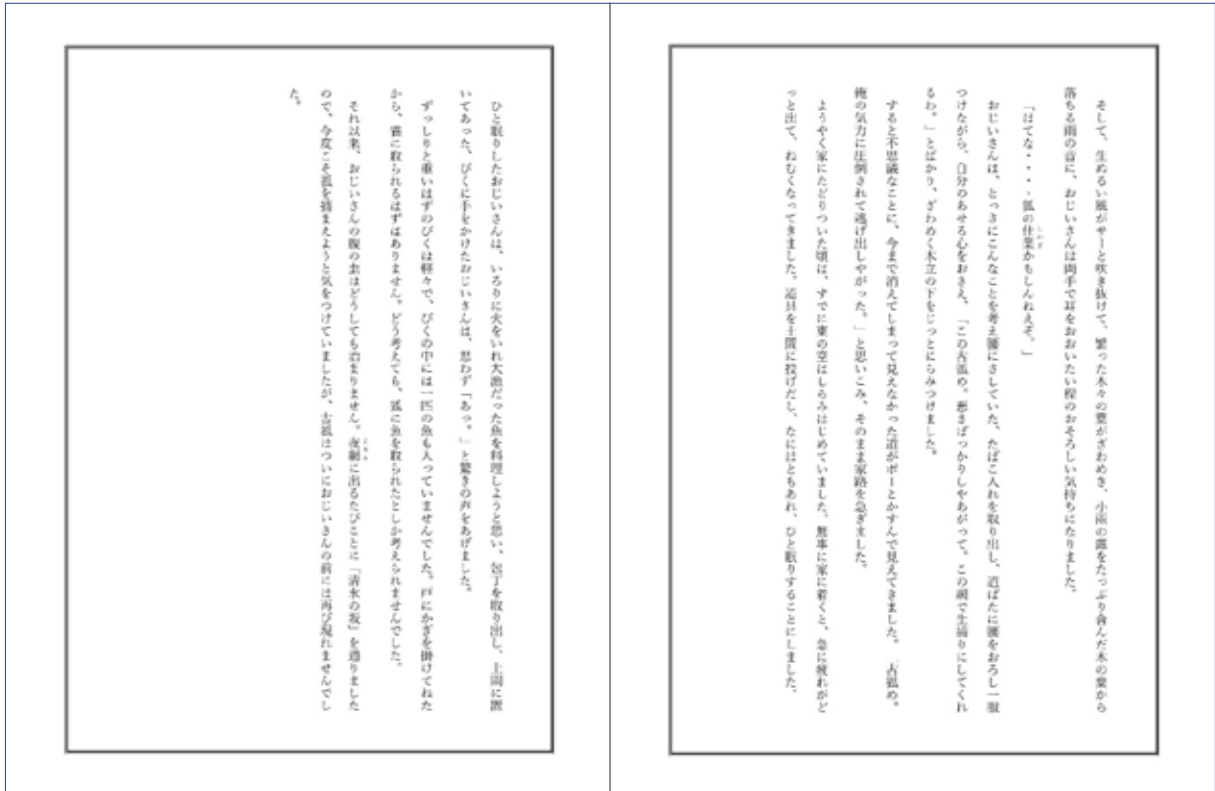 そして、生ぬるい風がサーと吹き抜けて、繁った木々の葉がざわめき、小雨の露をたっぷり含んだ木の葉から
落ちる雨の音に、おじいさんは両手で耳をおおいたい程のおそろしい気持ちになりました。
「はてな・・・・狐の仕業かもしんねえぞ。」
しわざ
おじいさんは、とっさにこんなことを考え腰にさしていた、たばこ入れを取り出し、道ばたに腰をおろし一服
つけながら、自分のあせる心をおさえ、「この古狐め。悪さばっかりしやあがって。この網で生捕りにしてくれ
るわ。」とばかり、ざわめく木立の下をじっとにらみつけました。
すると不思議なことに、今まで消えてしまって見えなかった道がボーとかすんで見えてきました。「古狐め。
俺の気力に圧倒されて逃げ出しやがった。」と思いこみ、そのまま家路を急ぎました。
ようやく家にたどりついた頃は、すでに東の空はしらみはじめていました。無事に家に着くと、急に疲れがど
っと出て、ねむくなってきました。道具を土間に投げだし、なにはともあれ、ひと眠りすることにしました。
ひと眠りしたおじいさんは、いろりに火をいれ大漁だった魚を料理しようと思い、包丁を取り出し、土間に置
いてあった、びくに手をかけたおじいさんは、思わず「あっ。」と驚きの声をあげました。
ずっしりと重いはずのびくは軽々で、びくの中には一匹の魚も入っていませんでした。戸にかぎを掛けてねた
から、猫に取られるはずはありません。どう考えても、狐に魚を取られたとしか考えられませんでした。
それ以来、おじいさんの腹の虫はどうしても治まりません。夜網に出るたびごとに「清水の坂」を通りました
よあみ
ので、今度こそ狐を捕まえようと気をつけていましたが、古狐はついにおじいさんの前には再び現れませんでし
た。